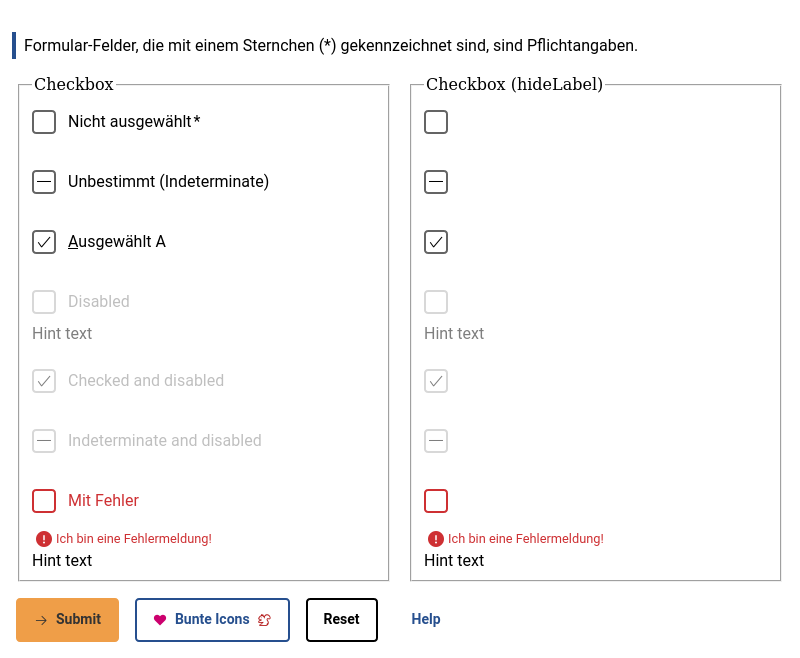 Formular-Felder, die mit einem Sternchen (*) gekennzeichnet sind, sind Pflichtangaben.
Checkbox
Nicht ausgewählt*
Unbestimmt (Indeterminate)
Ausgewählt A
Disabled
Hint text
Checked and disabled
Indeterminate and disabled
Mit Fehler
Ich bin eine Fehlermeldung!
Hint text
Checkbox (hideLabel)
Hint text
Ich bin eine Fehlermeldung!
Hint text
Submit
Bunte Icons
Reset
Help